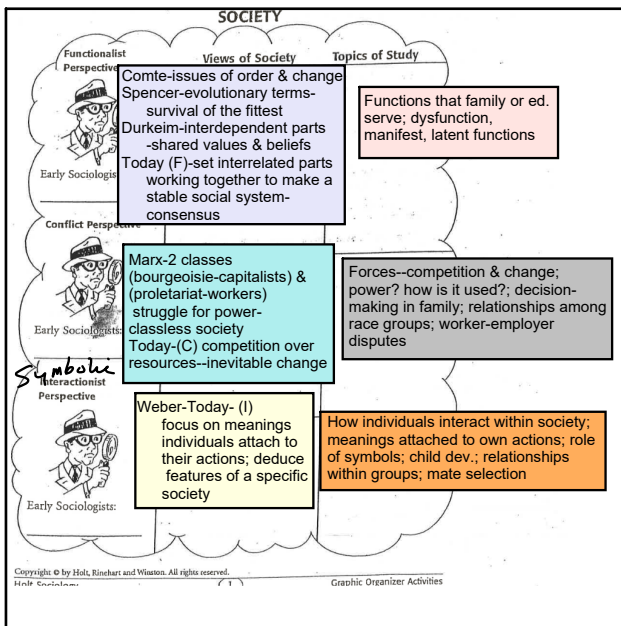 SOCIETY
Functionalist
Perspective
Views of Society
Topics of Study
Comte-issues of order & change
Spencer-evolutionary terms-
survival of the fittest
Durkeim-interdependent parts
-shared values & beliefs
Today (F)-set interrelated parts
working together to make a
stable social system-
consensus
Functions that family or ed.
serve; dysfunction,
manifest, latent functions
Early Sociologists:
Conflict Perspective
Marx-2 classes
(bourgeoisie-capitalists) &
(proletariat-workers)
struggle for power-
classless society
Today-(C) competition over
resources--inevitable change
Forces--competition & change;
power? how is it used?; decision-
making in family; relationships among
race groups; worker-employer
disputes
Early Sociologists:
Symbolic
Interactionist
Perspective
Weber-Today- (I)
focus on meanings
individuals attach to
their actions; deduce
features of a specific
society
How individuals interact within society;
meanings attached to own actions; role
of symbols; child dev.; relationships
within groups; mate selection
Early Sociologists:
Copyright © by Holt, Rinehart and Winston. All rights reserved.
Holt Sociology
1
Graphic Organizer Activities